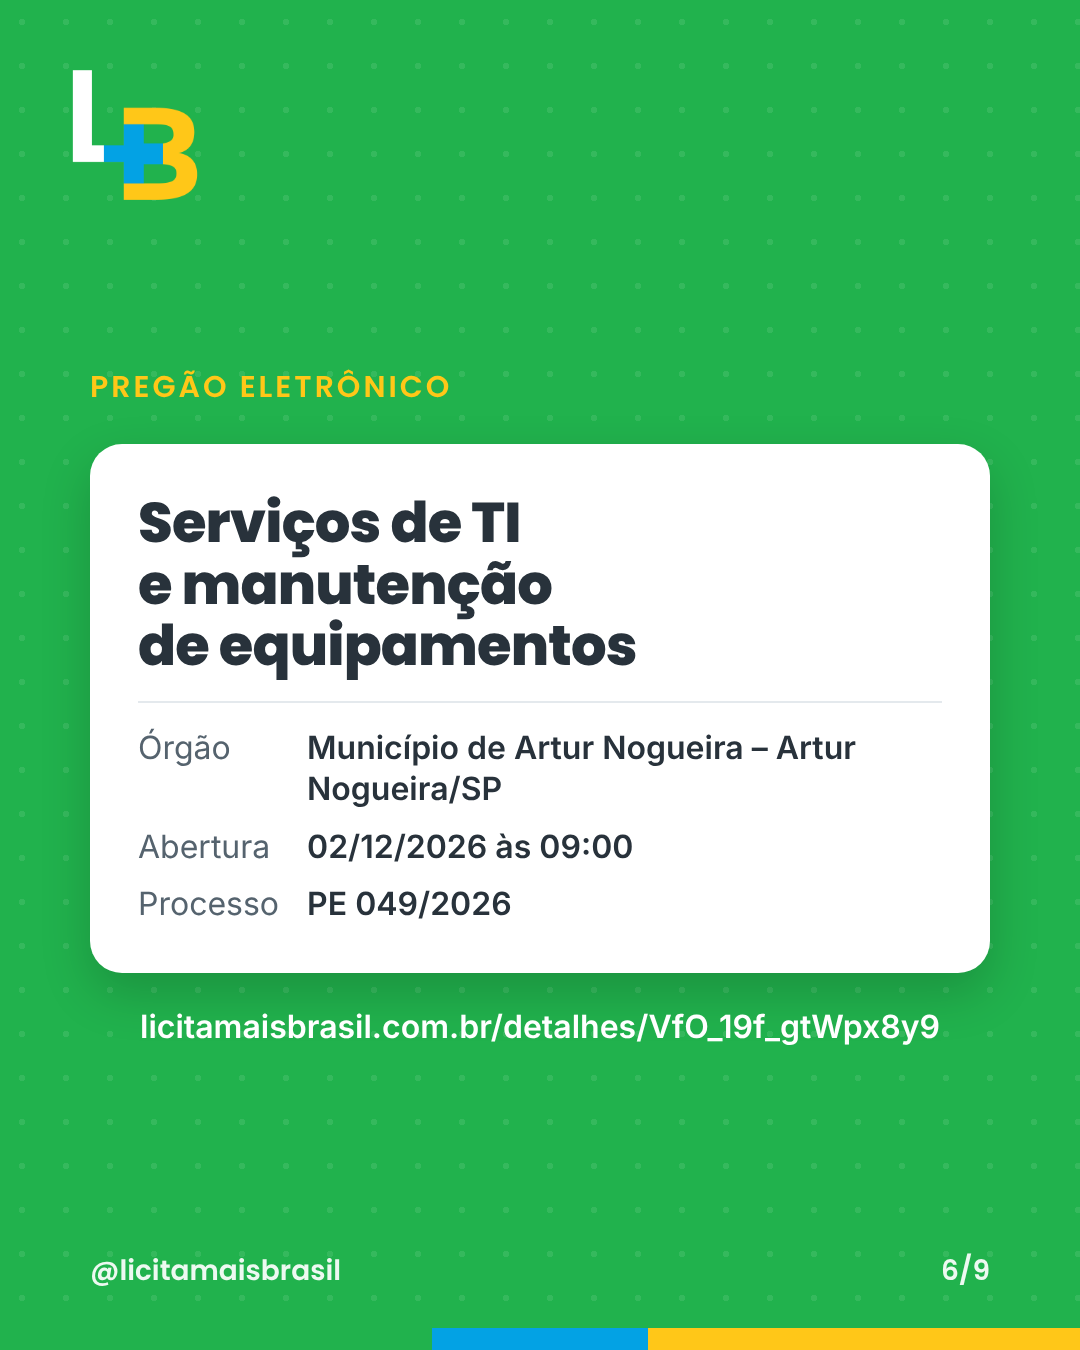 L+B
PREGÃO ELETRÔNICO
Serviços de TI
e manutenção
de equipamentos
Órgão Município de Artur Nogueira – Artur
Nogueira/SP
Abertura 02/12/2026 às 09:00
Processo PE 049/2026
licitamaisbrasil.com.br/detalhes/VfO_19f_gtWpx8y9
@licitamaisbrasil 6/9